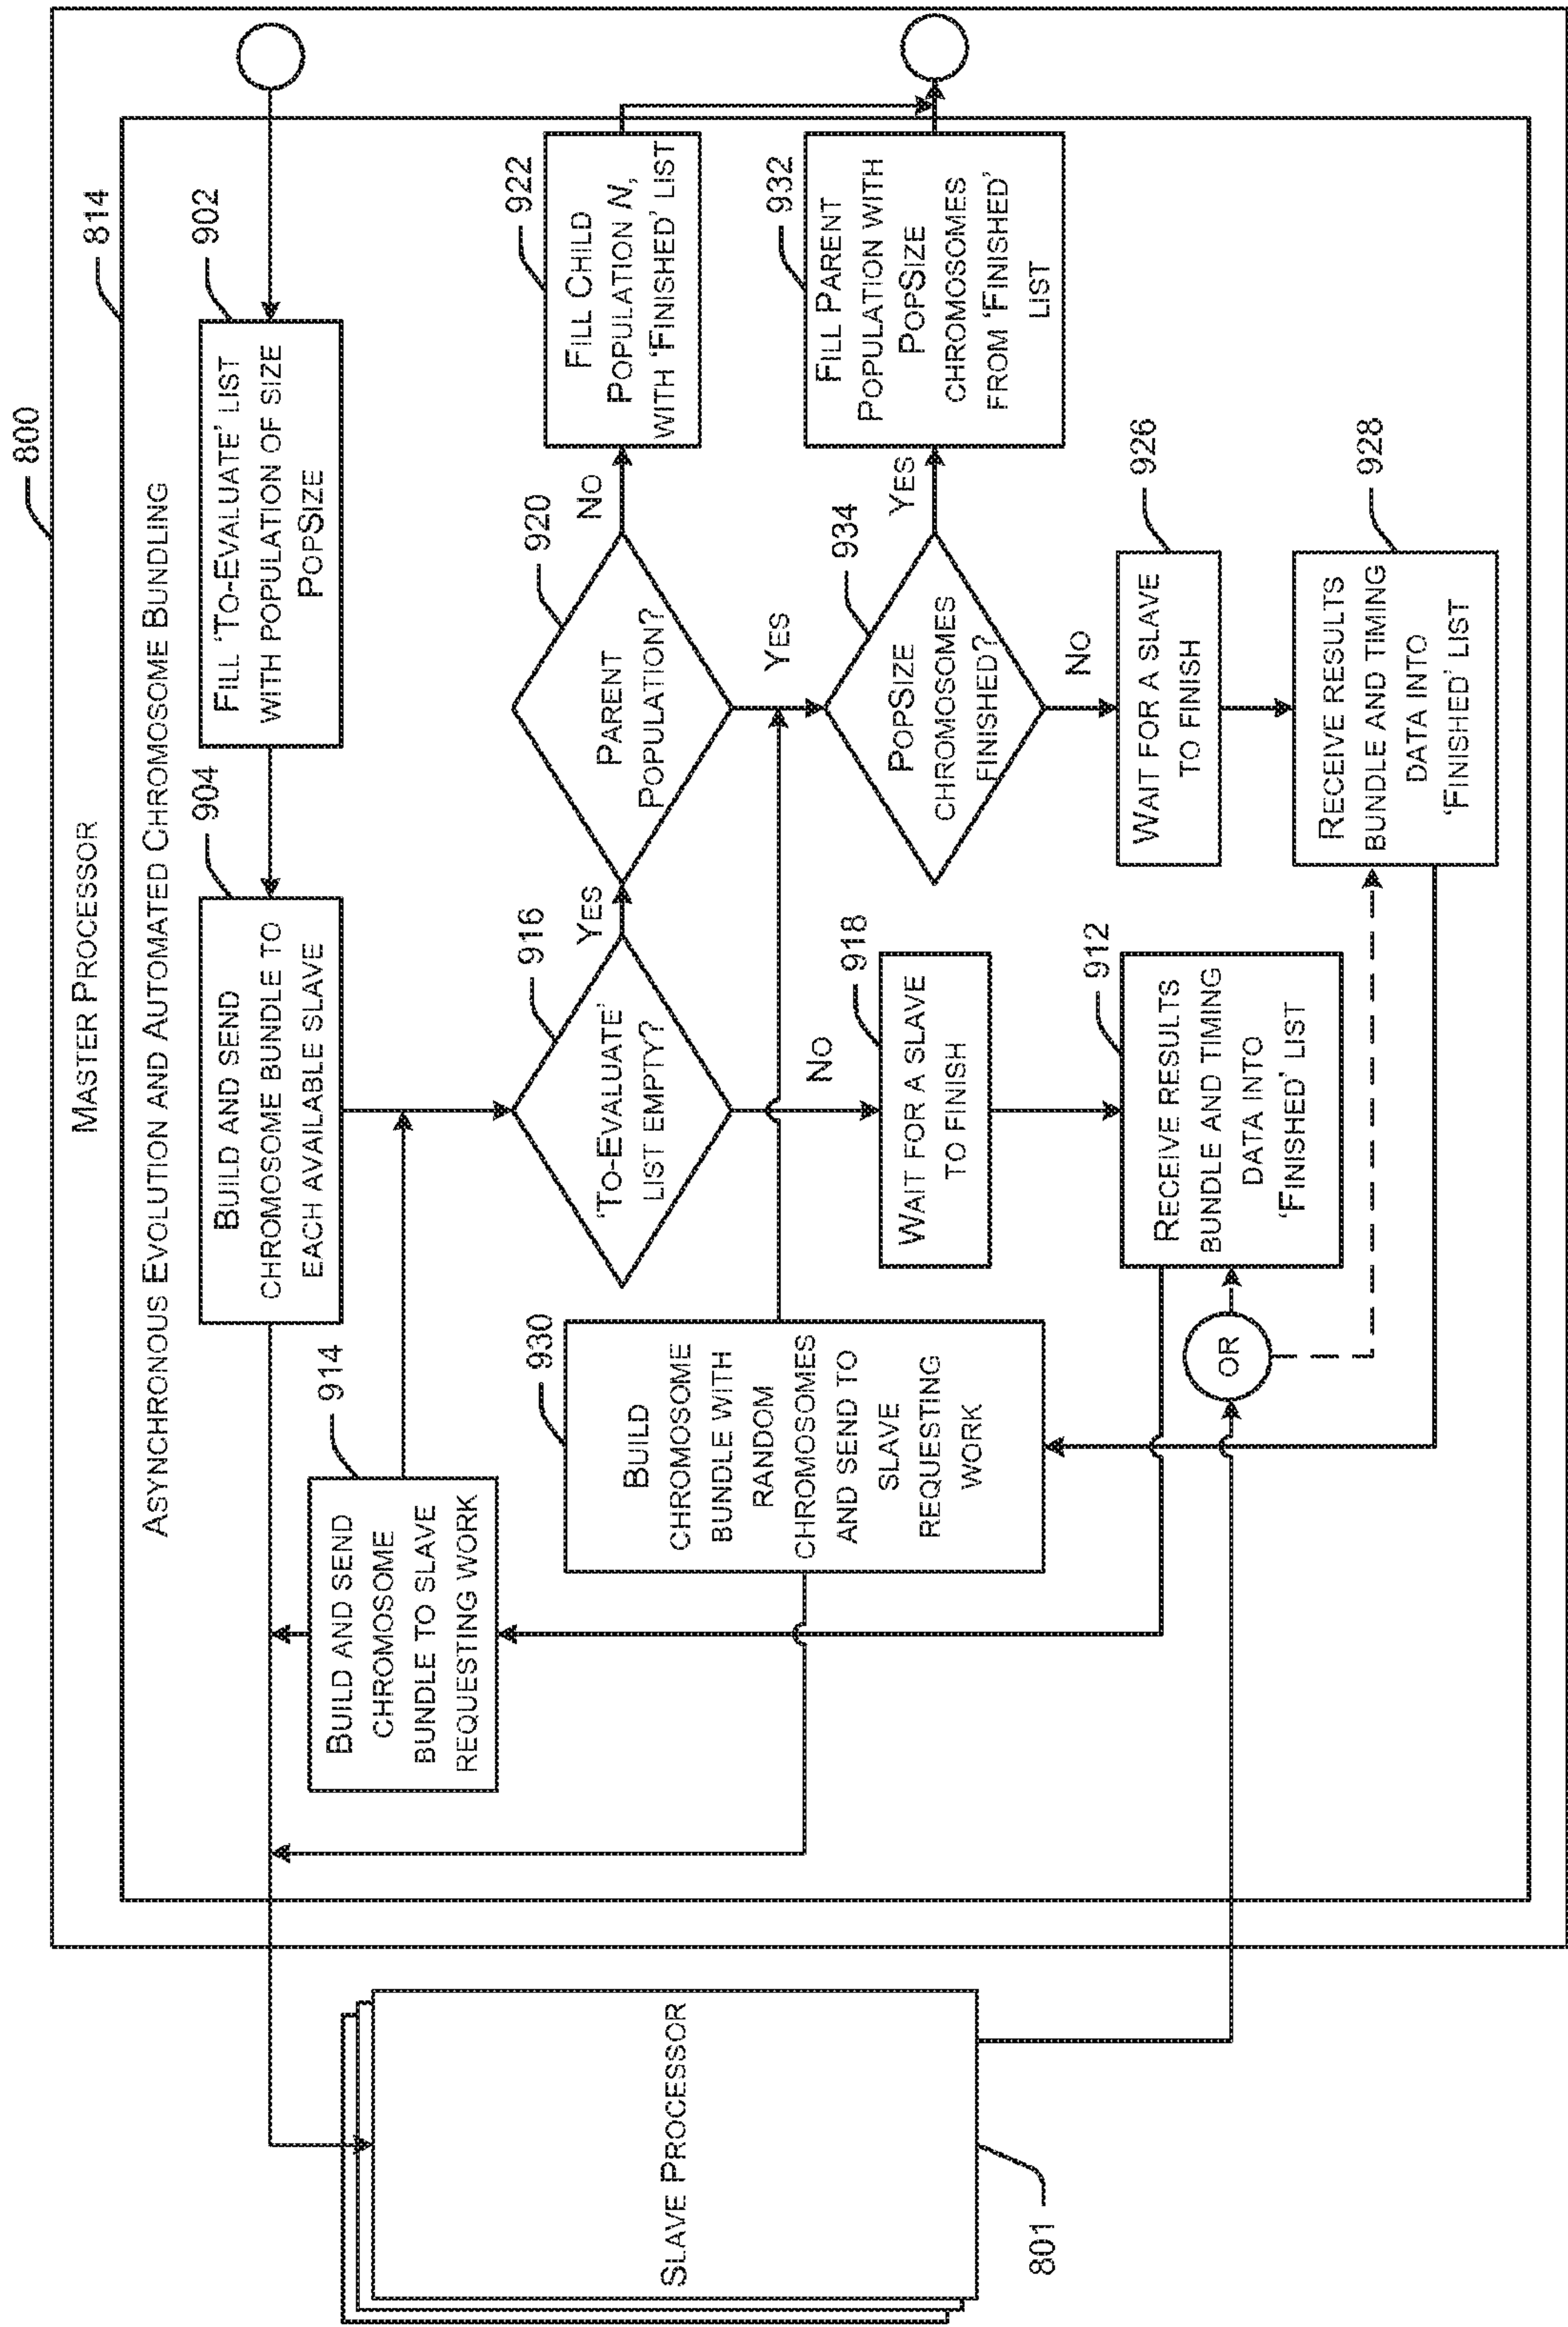 800
MASTER PROCESSOR
814
ASYNCHRONOUS EVOLUTION AND AUTOMATED CHROMOSOME BUNDLING
902
FILL 'TO-EVALUATE' LIST
WITH POPULATION OF SIZE
POPSIZE
904
BUILD AND SEND
CHROMOSOME BUNDLE TO
EACH AVAILABLE SLAVE
914
BUILD AND SEND
CHROMOSOME
BUNDLE TO SLAVE
REQUESTING WORK
916
'TO-EVALUATE'
LIST EMPTY?
YES
NO
920
PARENT
POPULATION?
NO
YES
922
FILL CHILD
POPULATION N,
WITH 'FINISHED' LIST
930
BUILD
CHROMOSOME
BUNDLE WITH
RANDOM
CHROMOSOMES
AND SEND TO
SLAVE
REQUESTING
WORK
918
WAIT FOR A SLAVE
TO FINISH
934
POPSIZE
CHROMOSOMES
FINISHED?
YES
NO
932
FILL PARENT
POPULATION WITH
POPSIZE
CHROMOSOMES
FROM 'FINISHED'
LIST
912
RECEIVE RESULTS
BUNDLE AND TIMING
DATA INTO
'FINISHED' LIST
926
WAIT FOR A SLAVE
TO FINISH
928
RECEIVE RESULTS
BUNDLE AND TIMING
DATA INTO
'FINISHED' LIST
OR
SLAVE PROCESSOR
801